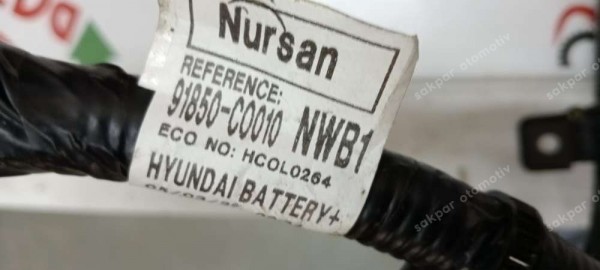 Nursan
REFERENCE:
91850-C0010 NWB1
ECO NO: HCOL0264
HYUNDAI BATTERY+
sakpar otomotiv
sakpar otomotiv
sakpar otomotiv
sakpar otomotiv